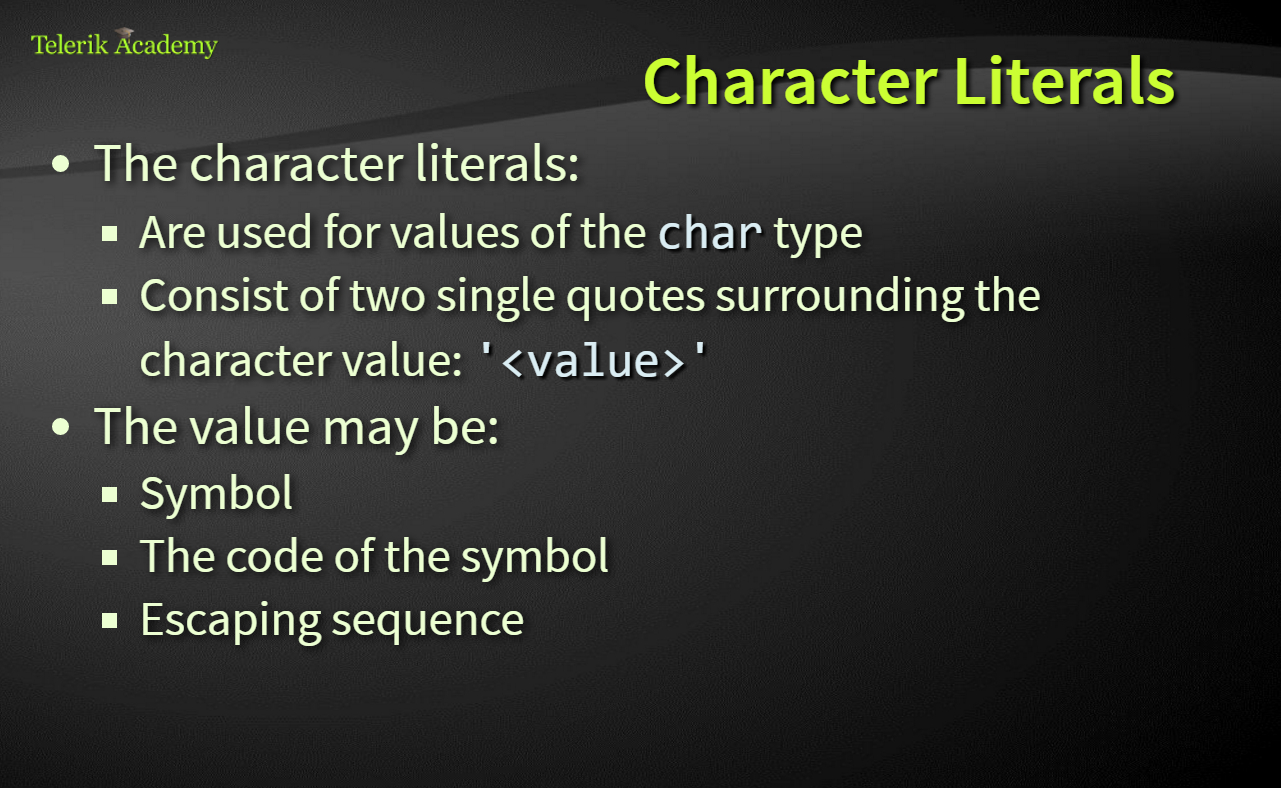 Telerik Academy
Character Literals
• The character literals:
▪ Are used for values of the char type
▪ Consist of two single quotes surrounding the
character value: '<value>'
• The value may be:
▪ Symbol
▪ The code of the symbol
▪ Escaping sequence